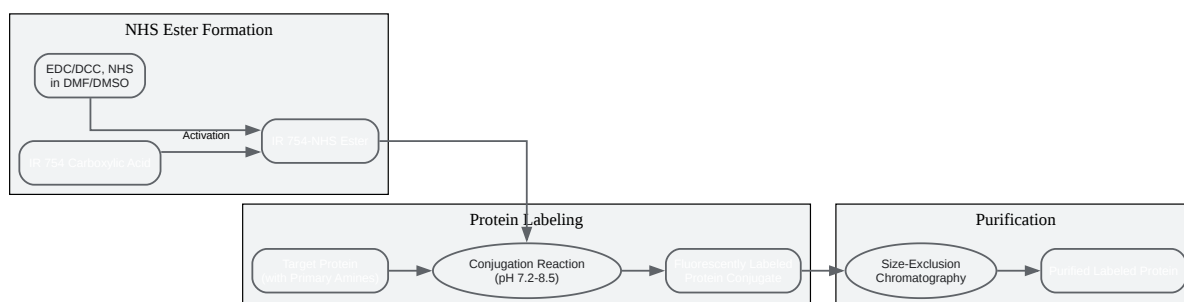 NHS Ester Formation
EDC/DCC, NHS
in DMF/DMSO
Activation
IR 754 Carboxylic Acid
IR 754-NHS Ester
Protein Labeling
Target Protein
(with Primary Amines)
Conjugation Reaction
(pH 7.2-8.5)
Fluorescently Labeled
Protein Conjugate
Purification
Size-Exclusion
Chromatography
Purified Labeled Protein